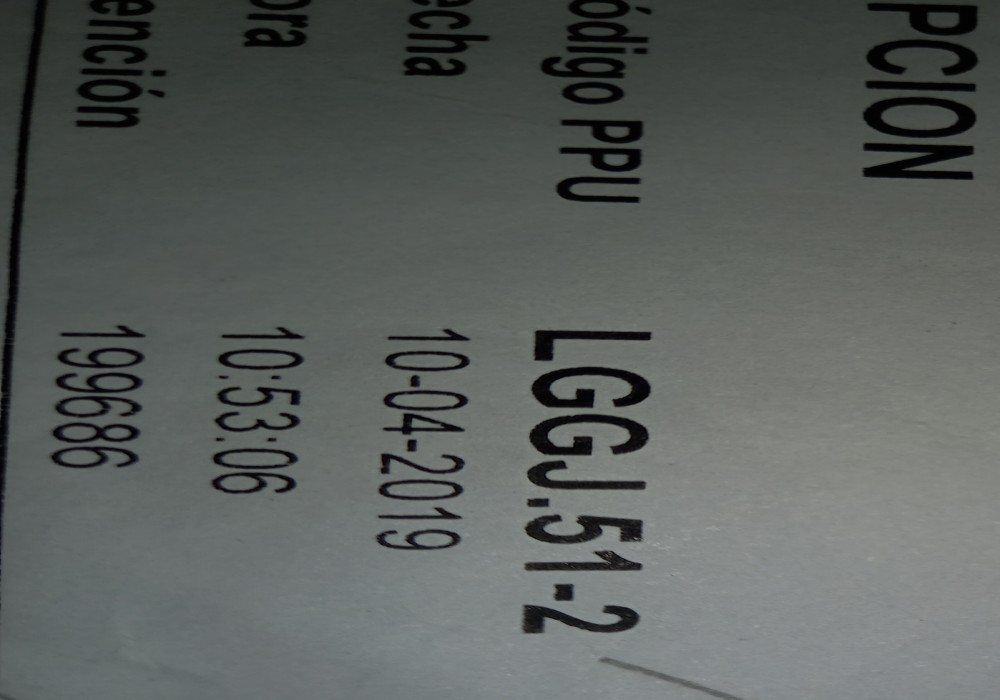 PCION
ódigo PPU LGGJ.51-2
echa 10-04-2019
ora 10:53:06
ención 199686